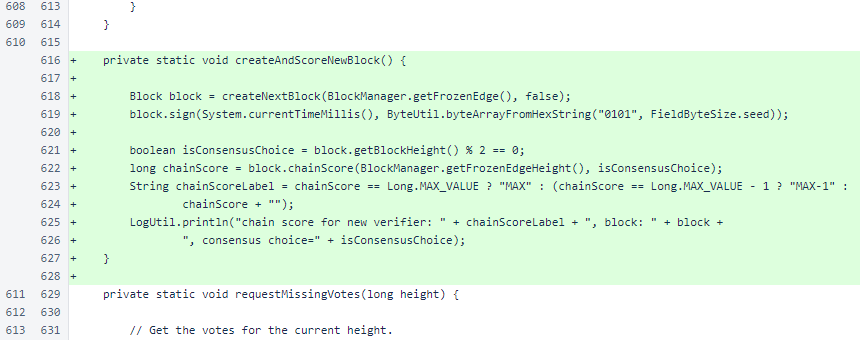 608 613 }
609 614 }
610 615
616 + private static void createAndScoreNewBlock() {
617 +
618 + Block block = createNextBlock(BlockManager.getFrozenEdge(), false);
619 + block.sign(System.currentTimeMillis(), ByteUtil.byteArrayFromHexString("0101", FieldByteSize.seed));
620 +
621 + boolean isConsensusChoice = block.getBlockHeight() % 2 == 0;
622 + long chainScore = block.chainScore(BlockManager.getFrozenEdgeHeight(), isConsensusChoice);
623 + String chainScoreLabel = chainScore == Long.MAX_VALUE ? "MAX" : (chainScore == Long.MAX_VALUE - 1 ? "MAX-1" :
624 + chainScore + "");
625 + LogUtil.println("chain score for new verifier: " + chainScoreLabel + ", block: " + block +
626 + ", consensus choice=" + isConsensusChoice);
627 + }
628 +
611 629 private static void requestMissingVotes(long height) {
612 630
613 631 // Get the votes for the current height.